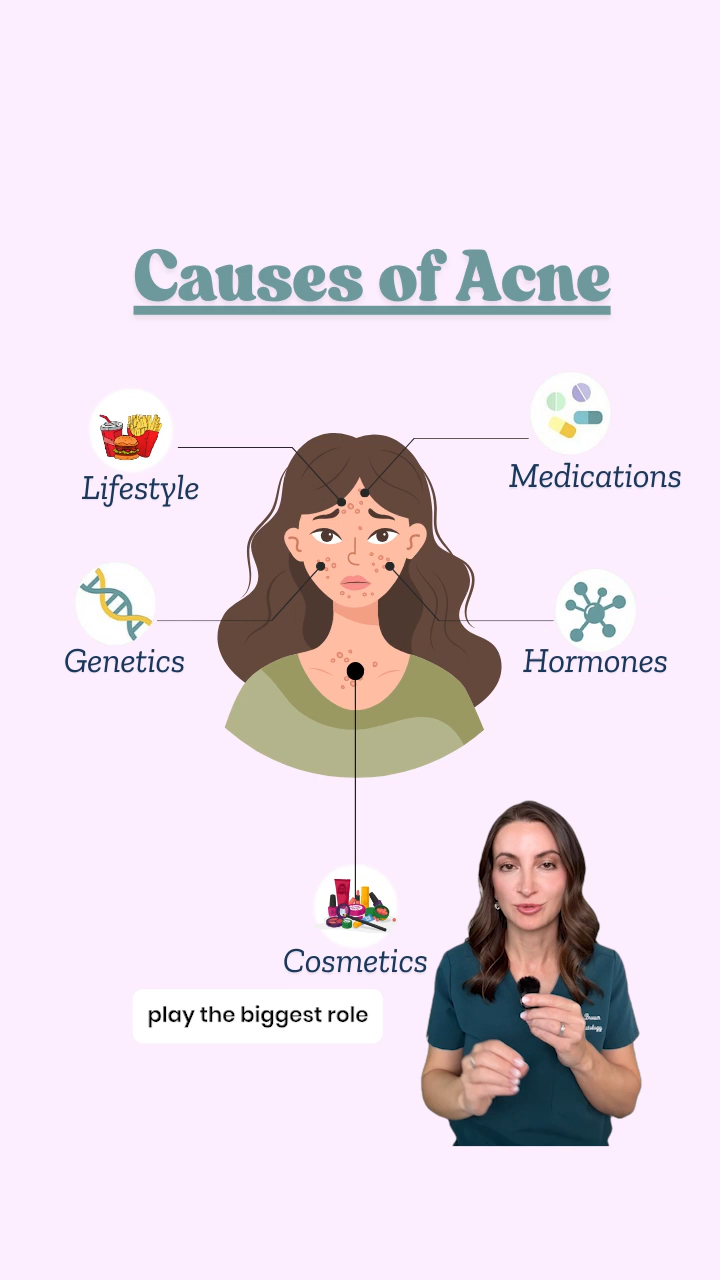 Causes of Acne
Lifestyle
Medications
Genetics
Hormones
Cosmetics
play the biggest role